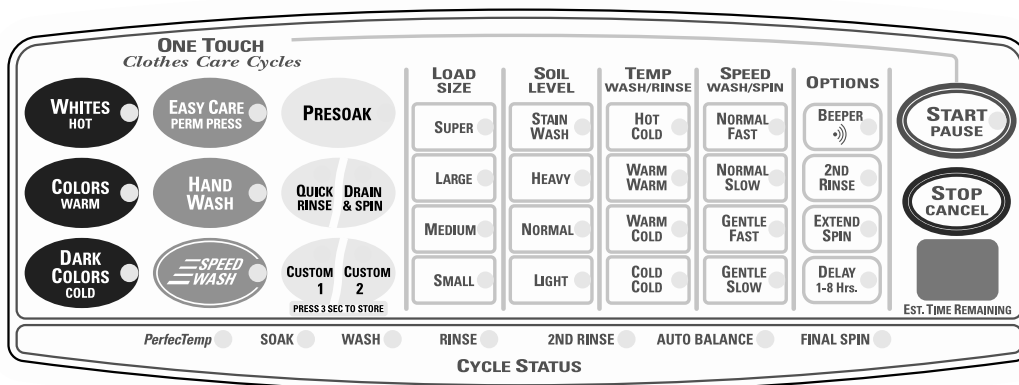 ONE TOUCH
Clothes Care Cycles
WHITES
HOT
EASY CARE
PERM PRESS
PRESOAK
COLORS
WARM
HAND
WASH
QUICK
RINSE
DRAIN
& SPIN
DARK
COLORS
COLD
SPEED
WASH
CUSTOM
1
CUSTOM
2
PRESS 3 SEC TO STORE
LOAD
SIZE
SUPER
LARGE
MEDIUM
SMALL
SOIL
LEVEL
STAIN
WASH
HEAVY
NORMAL
LIGHT
TEMP
WASH/RINSE
HOT
COLD
WARM
WARM
WARM
COLD
COLD
COLD
SPEED
WASH/SPIN
NORMAL
FAST
NORMAL
SLOW
GENTLE
FAST
GENTLE
SLOW
OPTIONS
BEEPER
2ND
RINSE
EXTEND
SPIN
DELAY
1-8 Hrs.
START
PAUSE
STOP
CANCEL
EST. TIME REMAINING
PerfecTemp SOAK WASH RINSE 2ND RINSE AUTO BALANCE FINAL SPIN
CYCLE STATUS